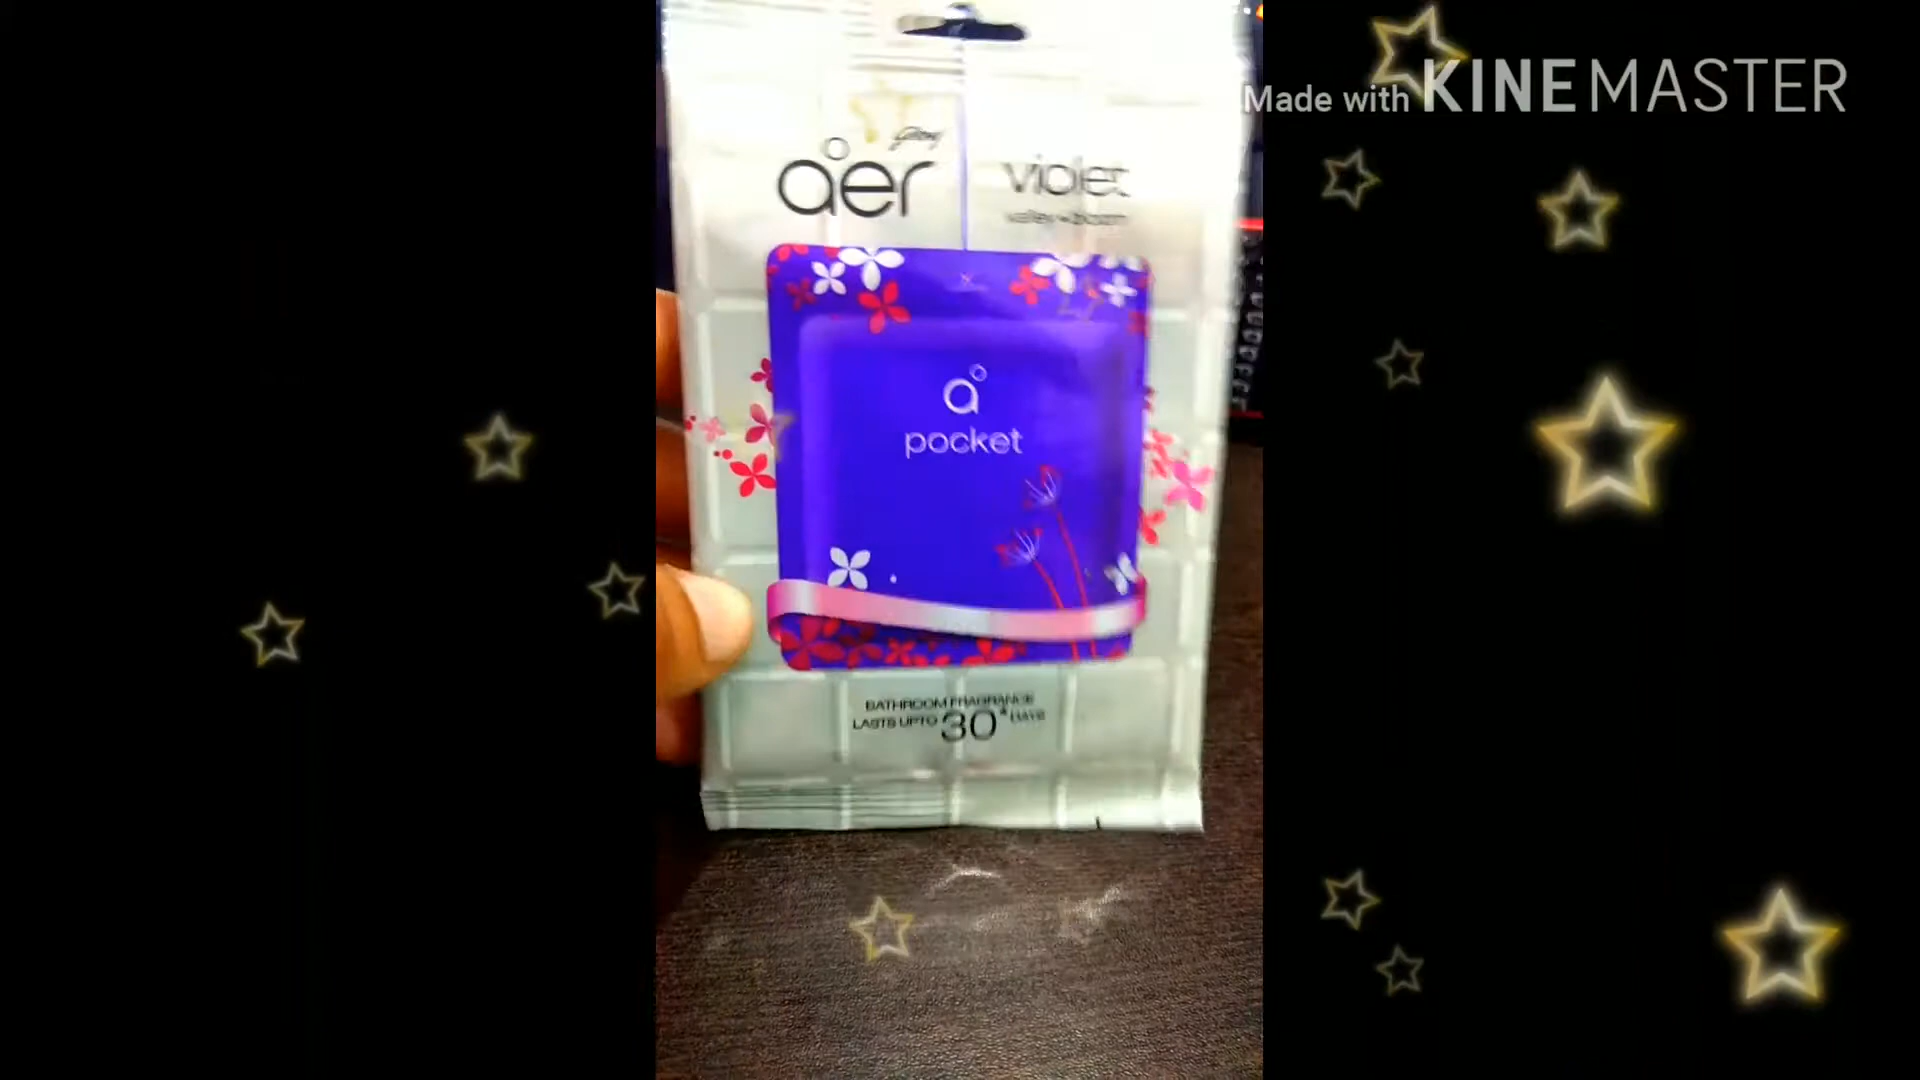 Made with KINEMASTER
Godrej
aer
violet
valley bloom
a
pocket
BATHROOM FRAGRANCE
LASTS UPTO 30* DAYS